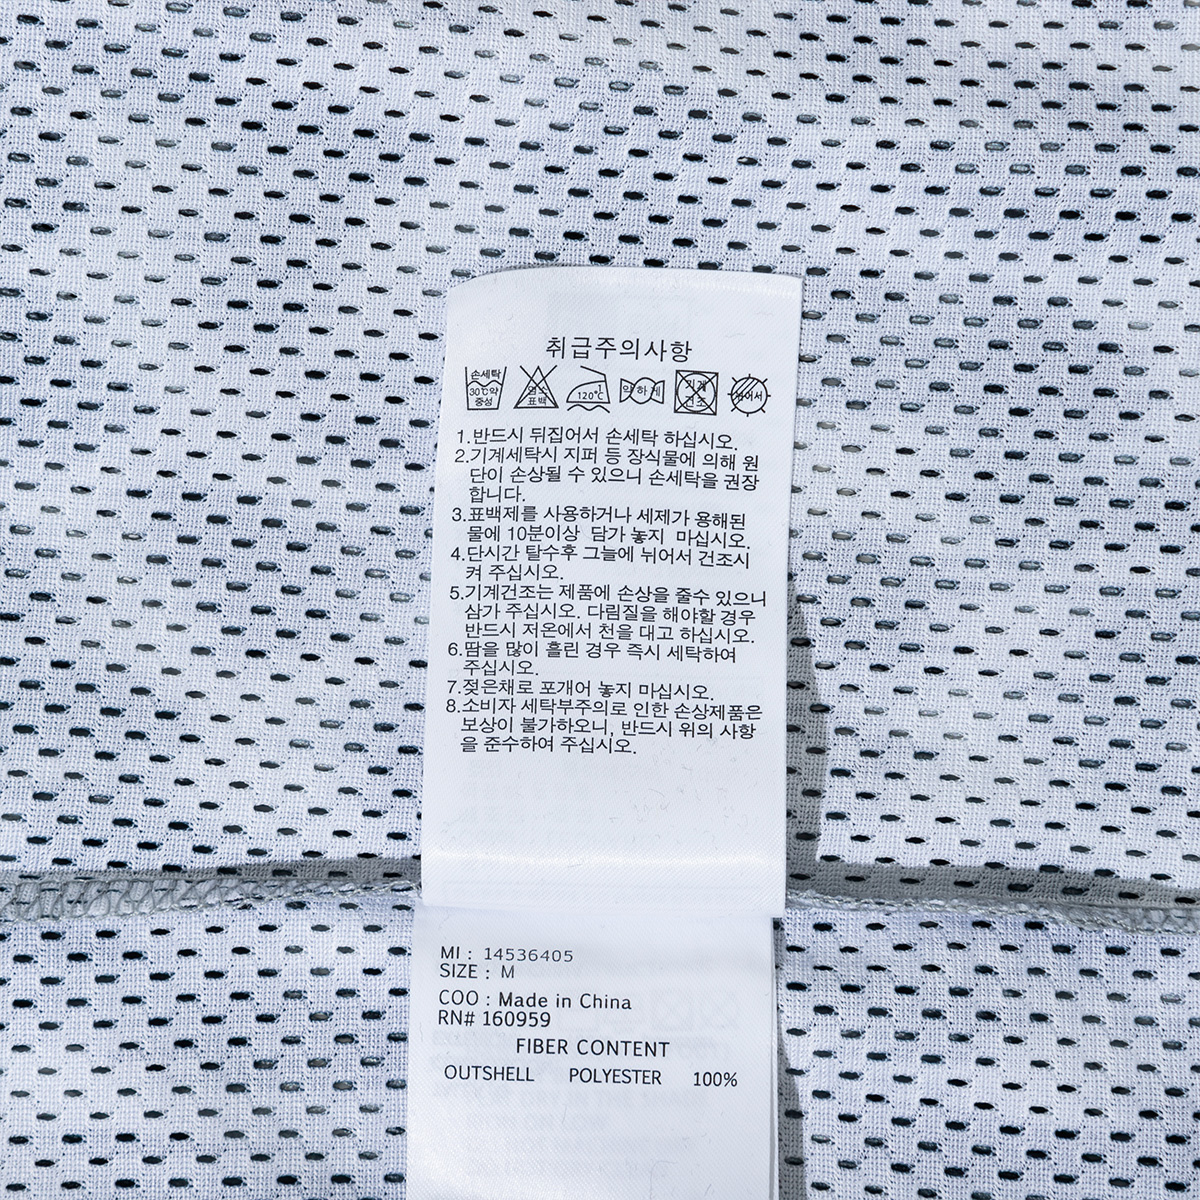 취급주의사항
손세탁 30℃약 중성 염소 표백 120℃ 약하게 기계 건조 뉘어서
1.반드시 뒤집어서 손세탁 하십시오.
2.기계세탁시 지퍼 등 장식물에 의해 원
단이 손상될 수 있으니 손세탁을 권장
합니다.
3.표백제를 사용하거나 세제가 용해된
물에 10분이상 담가 놓지 마십시오.
4.단시간 탈수후 그늘에 뉘어서 건조시
켜 주십시오.
5.기계건조는 제품에 손상을 줄수 있으니
삼가 주십시오. 다림질을 해야할 경우
반드시 저온에서 천을 대고 하십시오.
6.땀을 많이 흘린 경우 즉시 세탁하여
주십시오.
7.젖은채로 포개어 놓지 마십시오.
8.소비자 세탁부주의로 인한 손상제품은
보상이 불가하오니, 반드시 위의 사항
을 준수하여 주십시오.
MI : 14536405
SIZE : M
COO : Made in China
RN# 160959
FIBER CONTENT
OUTSHELL POLYESTER 100%